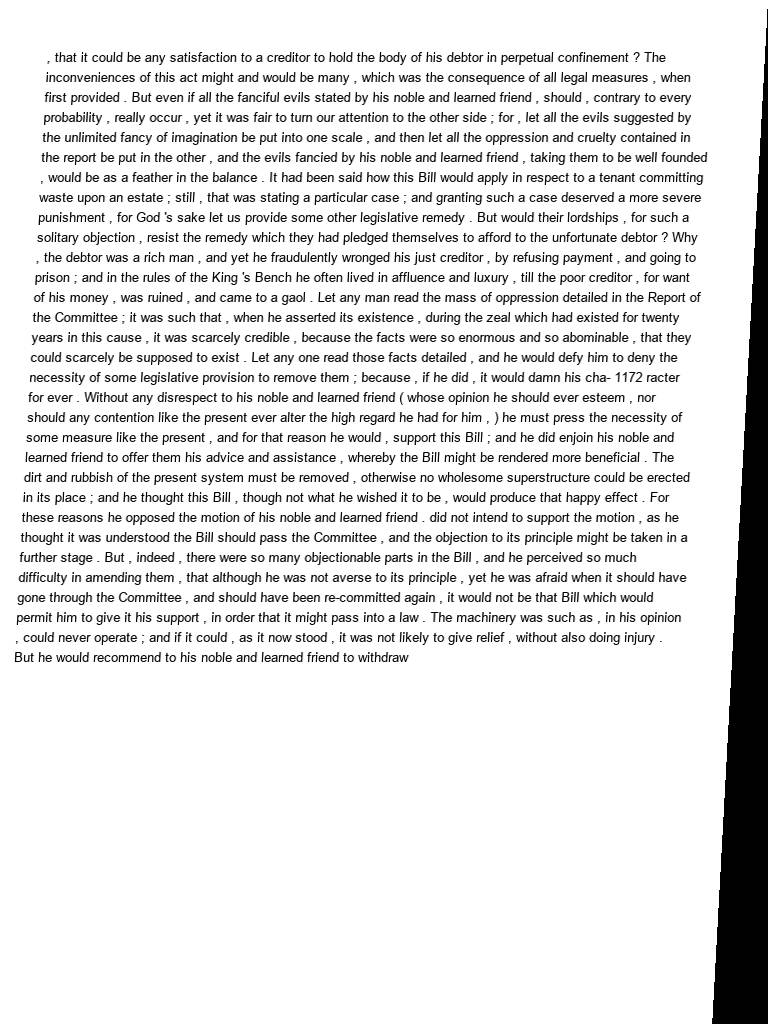 , that it could be any satisfaction to a creditor to hold the body of his debtor in perpetual confinement ? The
inconveniences of this act might and would be many , which was the consequence of all legal measures , when
first provided . But even if all the fanciful evils stated by his noble and learned friend , should , contrary to every
probability , really occur , yet it was fair to turn our attention to the other side ; for , let all the evils suggested by
the unlimited fancy of imagination be put into one scale , and then let all the oppression and cruelty contained in
the report be put in the other , and the evils fancied by his noble and learned friend , taking them to be well founded
, would be as a feather in the balance . It had been said how this Bill would apply in respect to a tenant committing
waste upon an estate ; still , that was stating a particular case ; and granting such a case deserved a more severe
punishment , for God 's sake let us provide some other legislative remedy . But would their lordships , for such a
solitary objection , resist the remedy which they had pledged themselves to afford to the unfortunate debtor ? Why
, the debtor was a rich man , and yet he fraudulently wronged his just creditor , by refusing payment , and going to
prison ; and in the rules of the King 's Bench he often lived in affluence and luxury , till the poor creditor , for want
of his money , was ruined , and came to a gaol . Let any man read the mass of oppression detailed in the Report of
the Committee ; it was such that , when he asserted its existence , during the zeal which had existed for twenty
years in this cause , it was scarcely credible , because the facts were so enormous and so abominable , that they
could scarcely be supposed to exist . Let any one read those facts detailed , and he would defy him to deny the
necessity of some legislative provision to remove them ; because , if he did , it would damn his cha- 1172 racter
for ever . Without any disrespect to his noble and learned friend ( whose opinion he should ever esteem , nor
should any contention like the present ever alter the high regard he had for him , ) he must press the necessity of
some measure like the present , and for that reason he would , support this Bill ; and he did enjoin his noble and
learned friend to offer them his advice and assistance , whereby the Bill might be rendered more beneficial . The
dirt and rubbish of the present system must be removed , otherwise no wholesome superstructure could be erected
in its place ; and he thought this Bill , though not what he wished it to be , would produce that happy effect . For
these reasons he opposed the motion of his noble and learned friend . did not intend to support the motion , as he
thought it was understood the Bill should pass the Committee , and the objection to its principle might be taken in a
further stage . But , indeed , there were so many objectionable parts in the Bill , and he perceived so much
difficulty in amending them , that although he was not averse to its principle , yet he was afraid when it should have
gone through the Committee , and should have been re-committed again , it would not be that Bill which would
permit him to give it his support , in order that it might pass into a law . The machinery was such as , in his opinion
, could never operate ; and if it could , as it now stood , it was not likely to give relief , without also doing injury .
But he would recommend to his noble and learned friend to withdraw